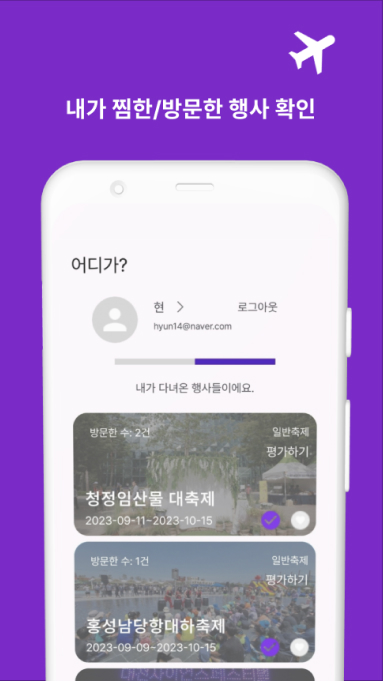 내가 찜한/방문한 행사 확인
어디가?
현 > 로그아웃
hyun14@naver.com
내가 다녀온 행사들이에요.
방문한 수: 2건 일반축제
평가하기
청정임산물 대축제
2023-09-11~2023-10-15
방문한 수: 1건 일반축제
평가하기
홍성남당항대하축제
2023-09-09~2023-10-15